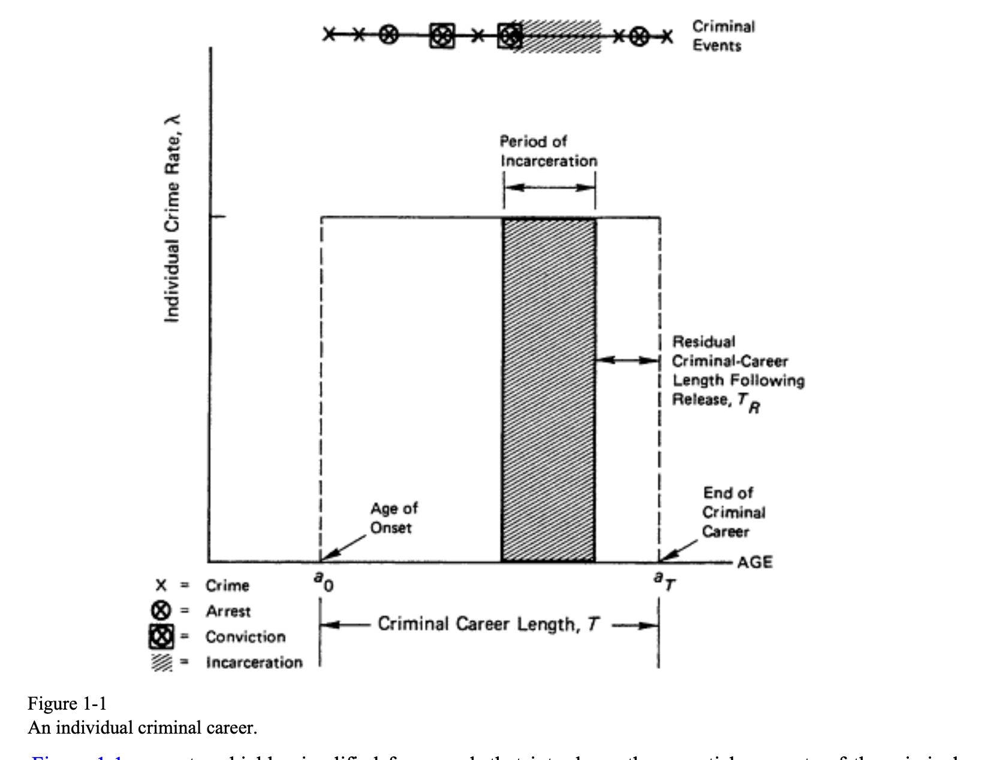 Criminal
Events
Individual Crime Rate, λ
Period of
Incarceration
Residual
Criminal-Career
Length Following
Release, T_R
Age of
Onset
End of
Criminal
Career
AGE
a_0
a_T
Criminal Career Length, T
X = Crime
ⓧ = Arrest
= Conviction
= Incarceration
Figure 1-1
An individual criminal career.